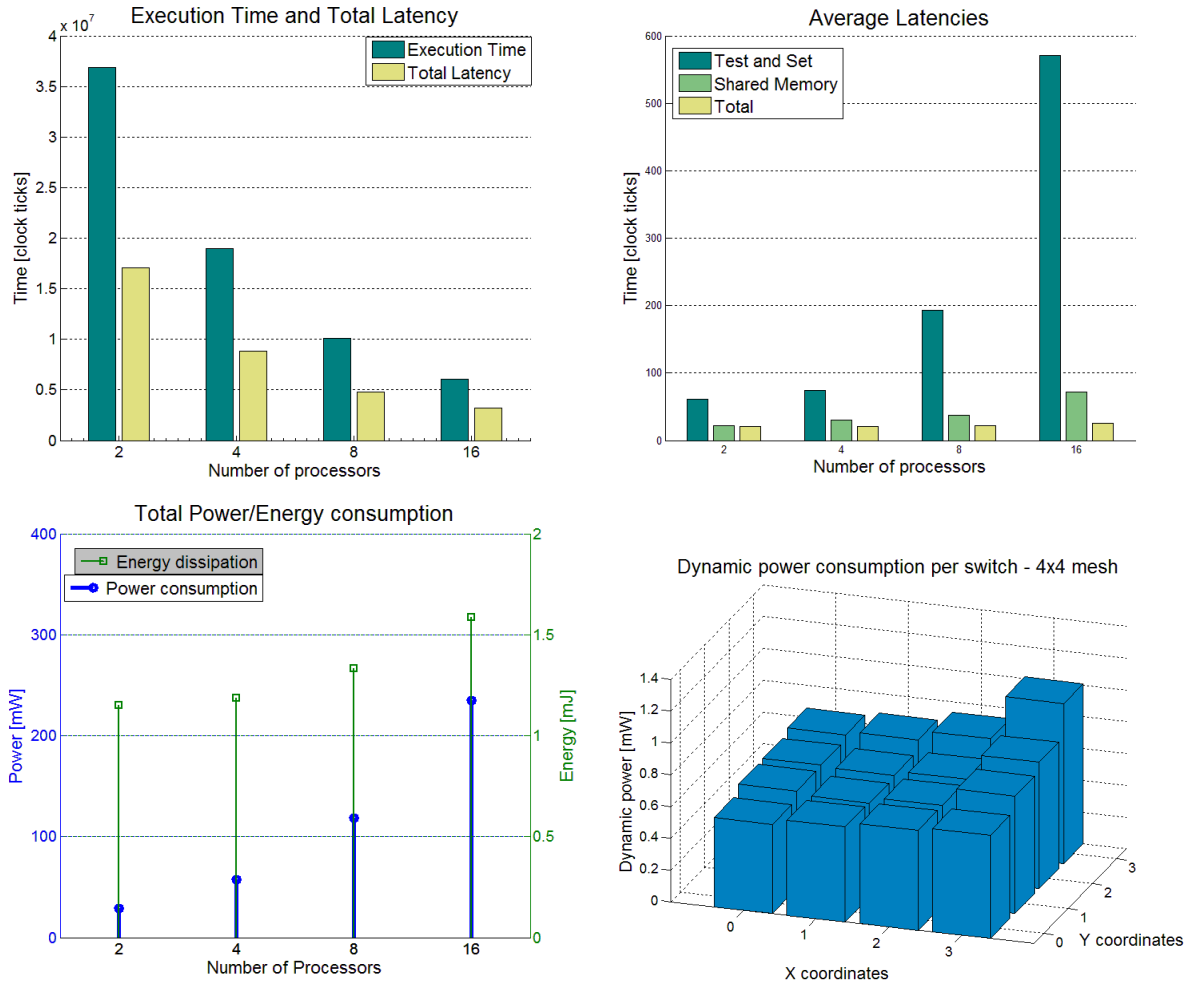 Execution Time and Total Latency
x 10^7
4
3.5
3
2.5
2
1.5
1
0.5
0
Time [clock ticks]
Execution Time
Total Latency
2 4 8 16
Number of processors
Average Latencies
600
500
400
300
200
100
0
Time [clock ticks]
Test and Set
Shared Memory
Total
2 4 8 16
Number of processors
Total Power/Energy consumption
400
300
200
100
0
Power [mW]
Energy dissipation
Power consumption
2
1.5
1
0.5
0
Energy [mJ]
2 4 8 16
Number of Processors
Dynamic power consumption per switch - 4x4 mesh
1.4
1.2
1
0.8
0.6
0.4
0.2
0
Dynamic power [mW]
0 1 2 3
X coordinates
3
2
1
0
Y coordinates